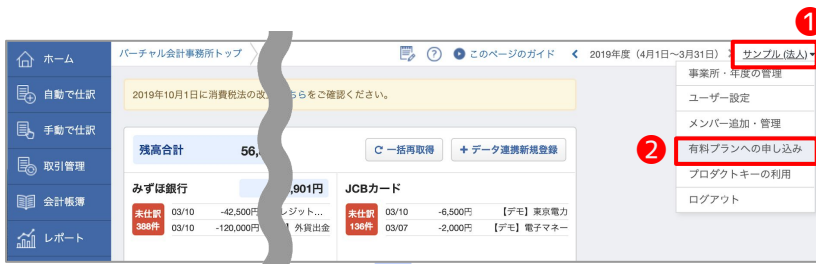 1
ホーム
バーチャル会計事務所トップ
? このページのガイド
2019年度（4月1日〜3月31日）
サンプル(法人)
事業所・年度の管理
自動で仕訳
2019年10月1日に消費税法の改
ちらをご確認ください。
ユーザー設定
メンバー追加・管理
手動で仕訳
残高合計
56,
一括再取得
+ データ連携新規登録
2
有料プランへの申し込み
取引管理
プロダクトキーの利用
みずほ銀行
,901円
JCBカード
ログアウト
会計帳簿
未仕訳
388件
03/10 -42,500円
レジット...
未仕訳
136件
03/10 -6,500円 【デモ】東京電力
レポート
03/10 -120,000円
】外貨出金
03/07 -2,000円 【デモ】電子マネー